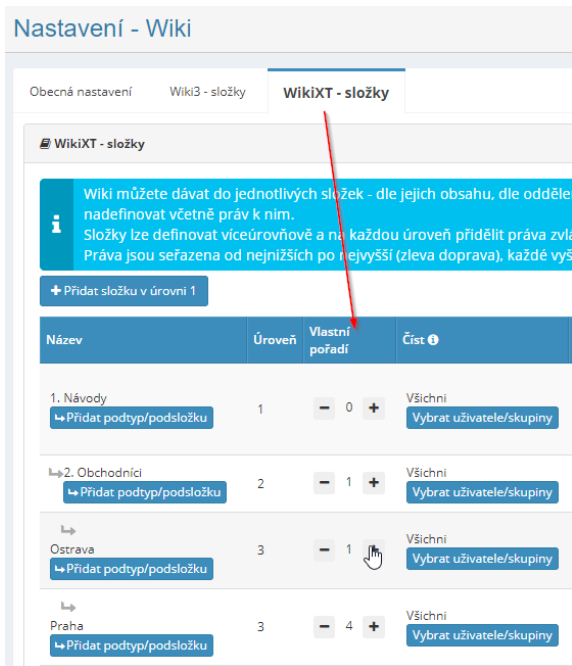 Nastavení - Wiki
Obecná nastavení
Wiki3 - složky
WikiXT - složky
WikiXT - složky
Wiki můžete dávat do jednotlivých složek - dle jejich obsahu, dle odděle
nadefinovat včetně práv k nim.
Složky lze definovat víceúrovňově a na každou úroveň přidělit práva zvlá
Práva jsou seřazena od nejnižších po nejvyšší (zleva doprava), každé vyš
Přidat složku v úrovni 1
Název
Úroveň
Vlastní
pořadí
Číst
1. Návody
Přidat podtyp/podsložku
1
0
Všichni
Vybrat uživatele/skupiny
2. Obchodníci
Přidat podtyp/podsložku
2
1
Všichni
Vybrat uživatele/skupiny
Ostrava
Přidat podtyp/podsložku
3
1
Všichni
Vybrat uživatele/skupiny
Praha
Přidat podtyp/podsložku
3
4
Všichni
Vybrat uživatele/skupiny